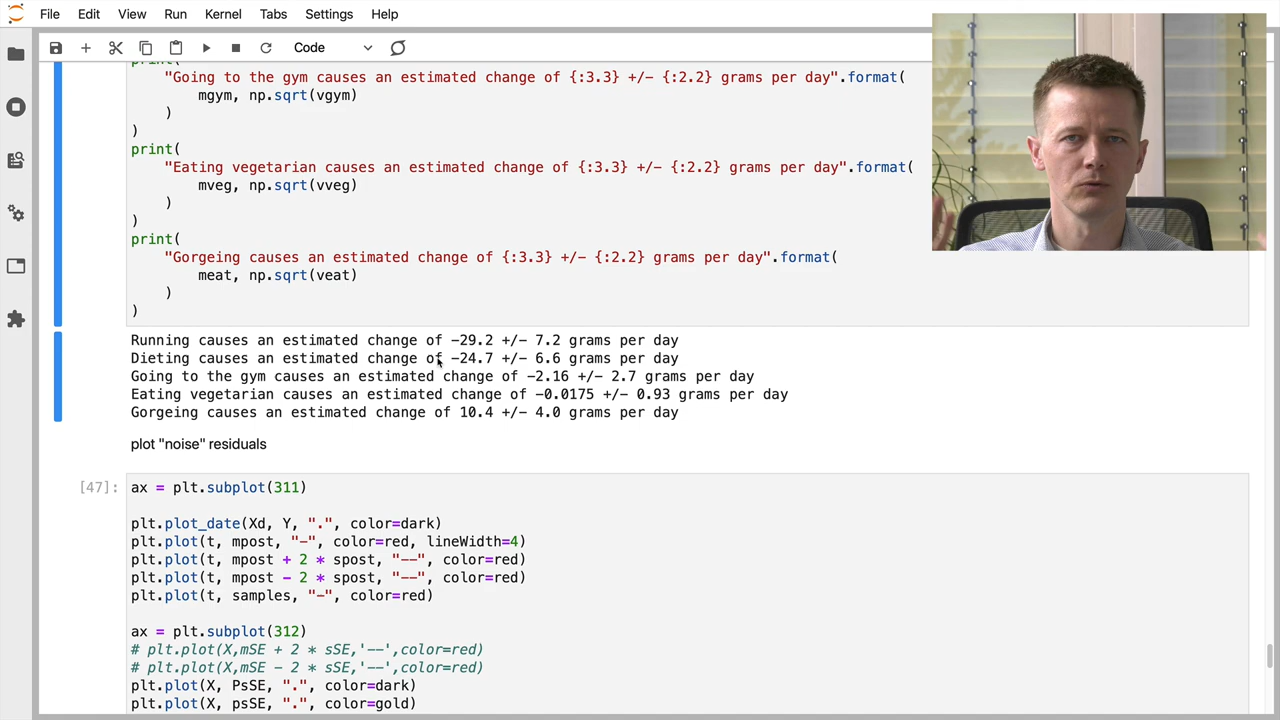 File Edit View Run Kernel Tabs Settings Help
Code
print(
"Going to the gym causes an estimated change of {:3.3} +/- {:2.2} grams per day".format(
mgym, np.sqrt(vgym)
)
)
print(
"Eating vegetarian causes an estimated change of {:3.3} +/- {:2.2} grams per day".format(
mveg, np.sqrt(vveg)
)
)
print(
"Gorgeing causes an estimated change of {:3.3} +/- {:2.2} grams per day".format(
meat, np.sqrt(veat)
)
)
Running causes an estimated change of -29.2 +/- 7.2 grams per day
Dieting causes an estimated change of -24.7 +/- 6.6 grams per day
Going to the gym causes an estimated change of -2.16 +/- 2.7 grams per day
Eating vegetarian causes an estimated change of -0.0175 +/- 0.93 grams per day
Gorgeing causes an estimated change of 10.4 +/- 4.0 grams per day
plot "noise" residuals
[47]: ax = plt.subplot(311)
plt.plot_date(Xd, Y, ".", color=dark)
plt.plot(t, mpost, "-", color=red, lineWidth=4)
plt.plot(t, mpost + 2 * spost, "--", color=red)
plt.plot(t, mpost - 2 * spost, "--", color=red)
plt.plot(t, samples, "-", color=red)
ax = plt.subplot(312)
# plt.plot(X,mSE + 2 * sSE,'--',color=red)
# plt.plot(X,mSE - 2 * sSE,'--',color=red)
plt.plot(X, PsSE, ".", color=dark)
plt.plot(X, psSE, ".", color=gold)